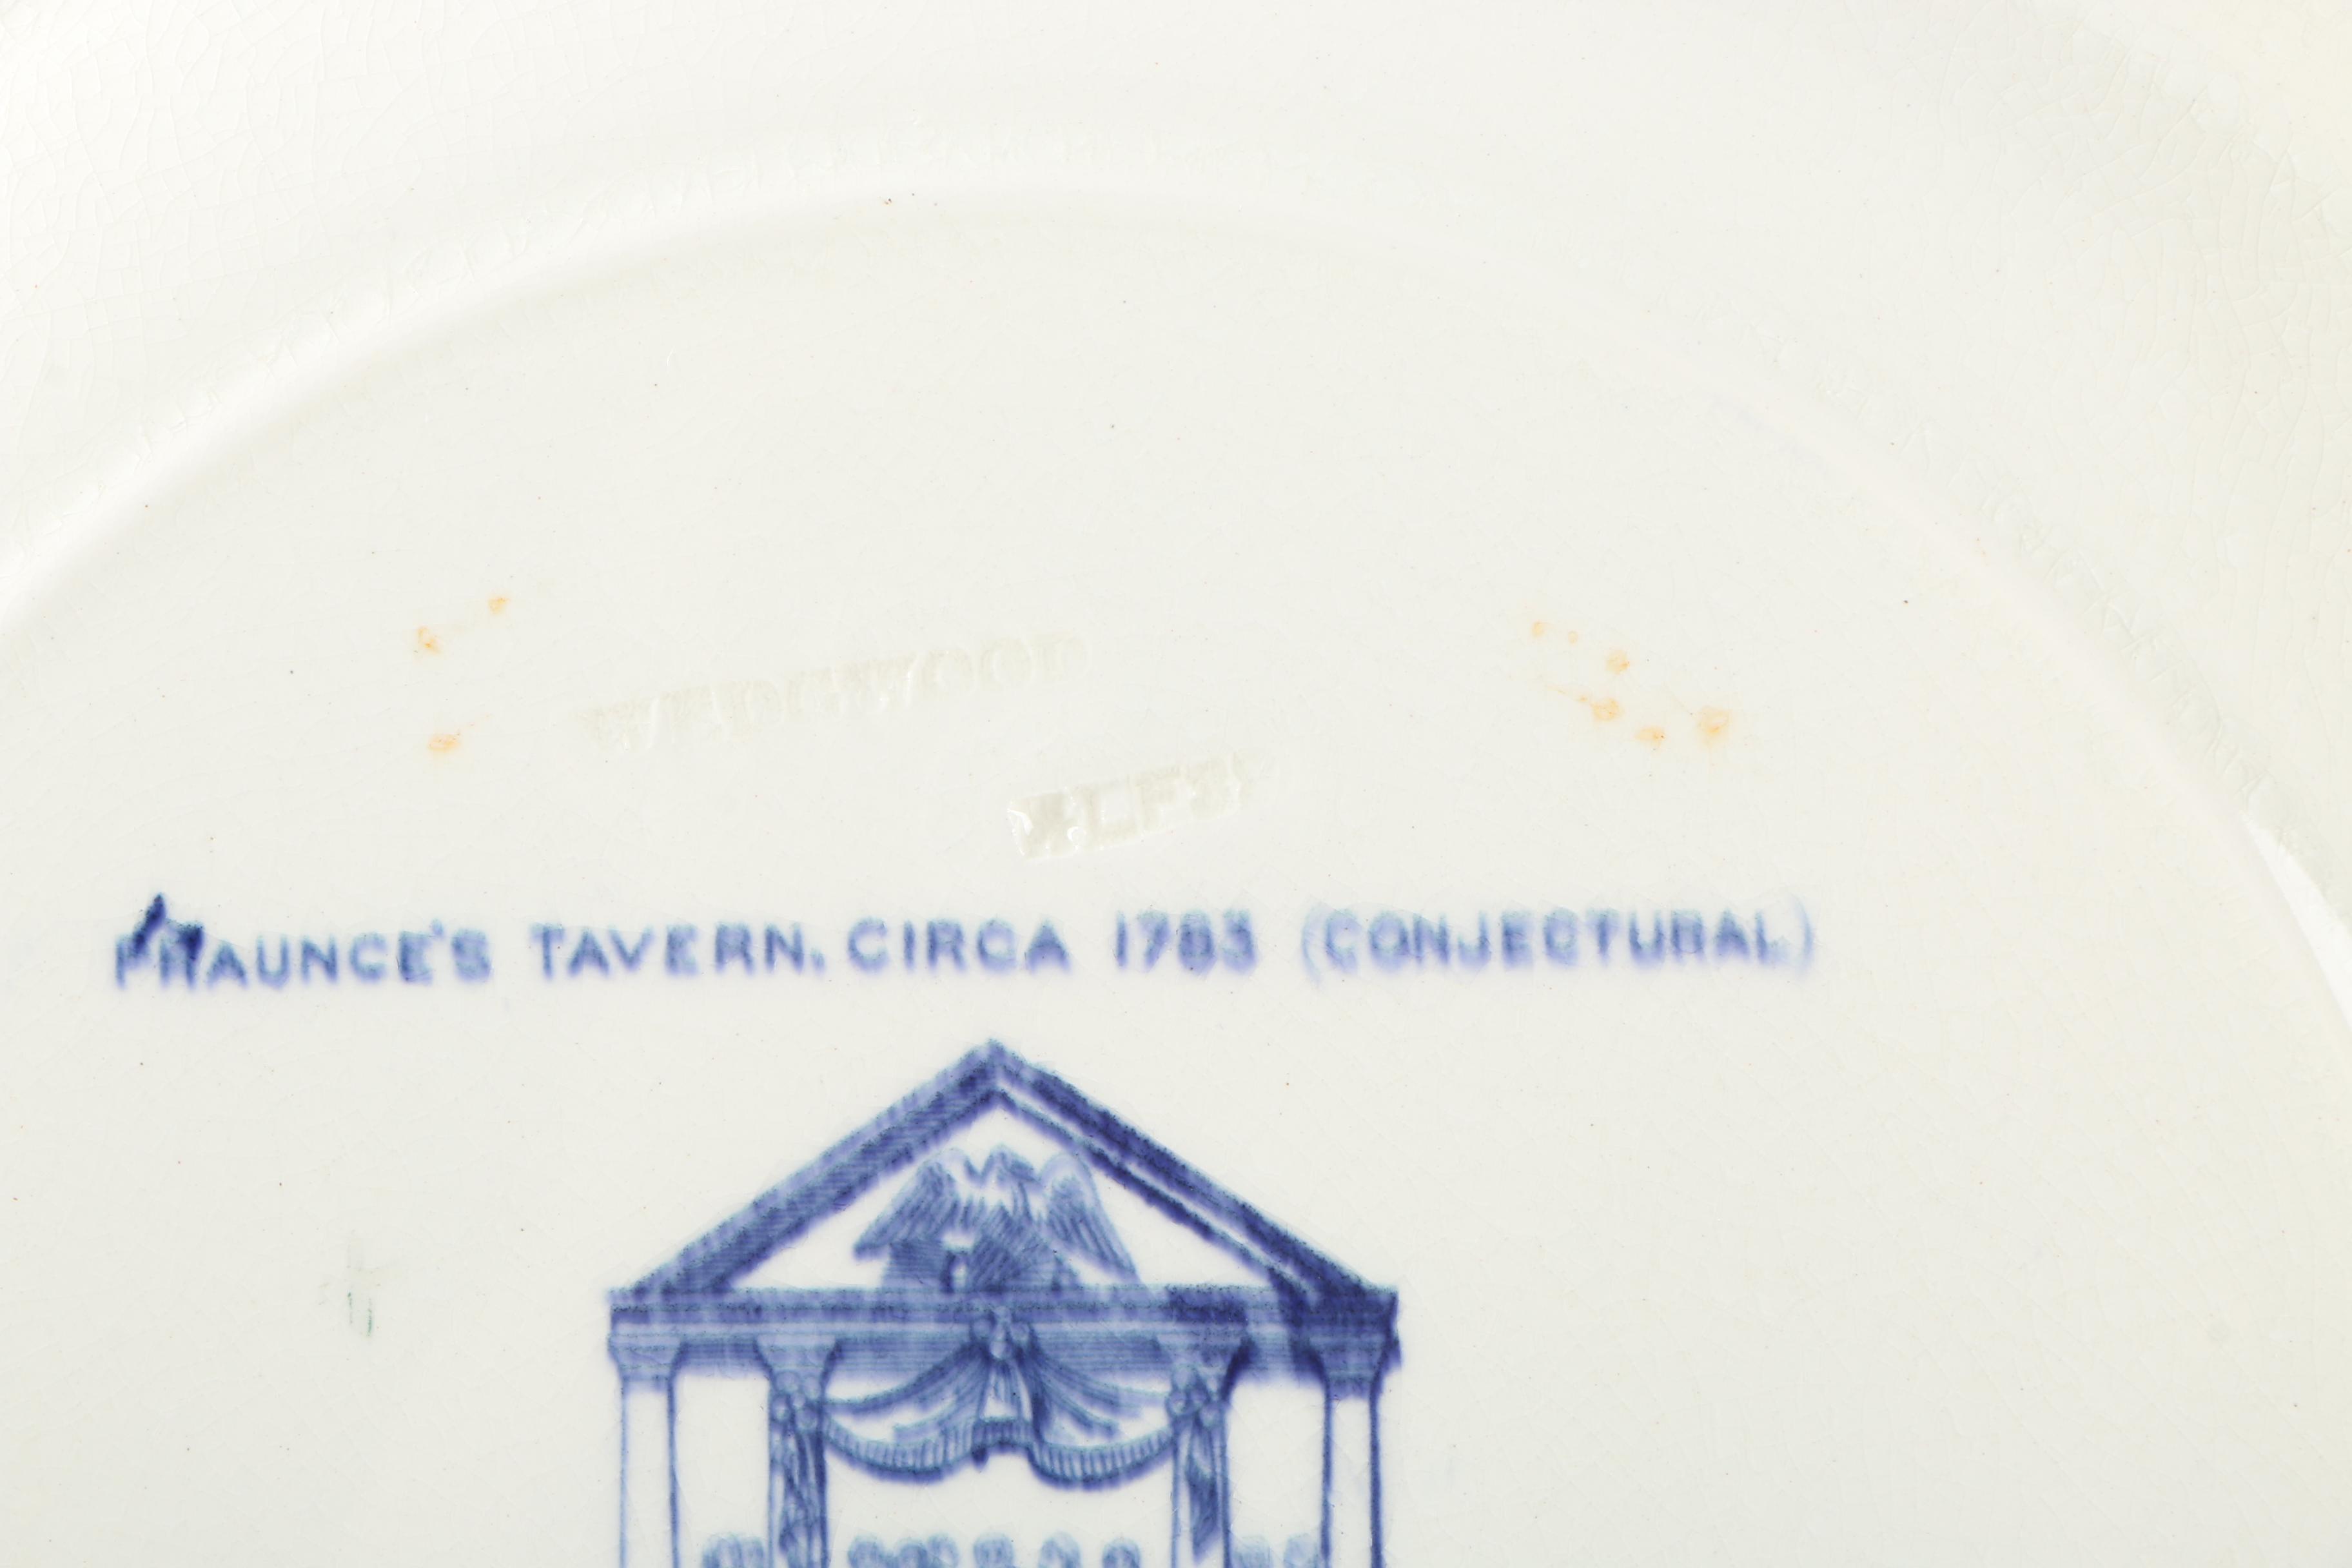 WEDGWOOD
FRAUNCE'S TAVERN. CIRCA 1783 (CONJECTURAL)